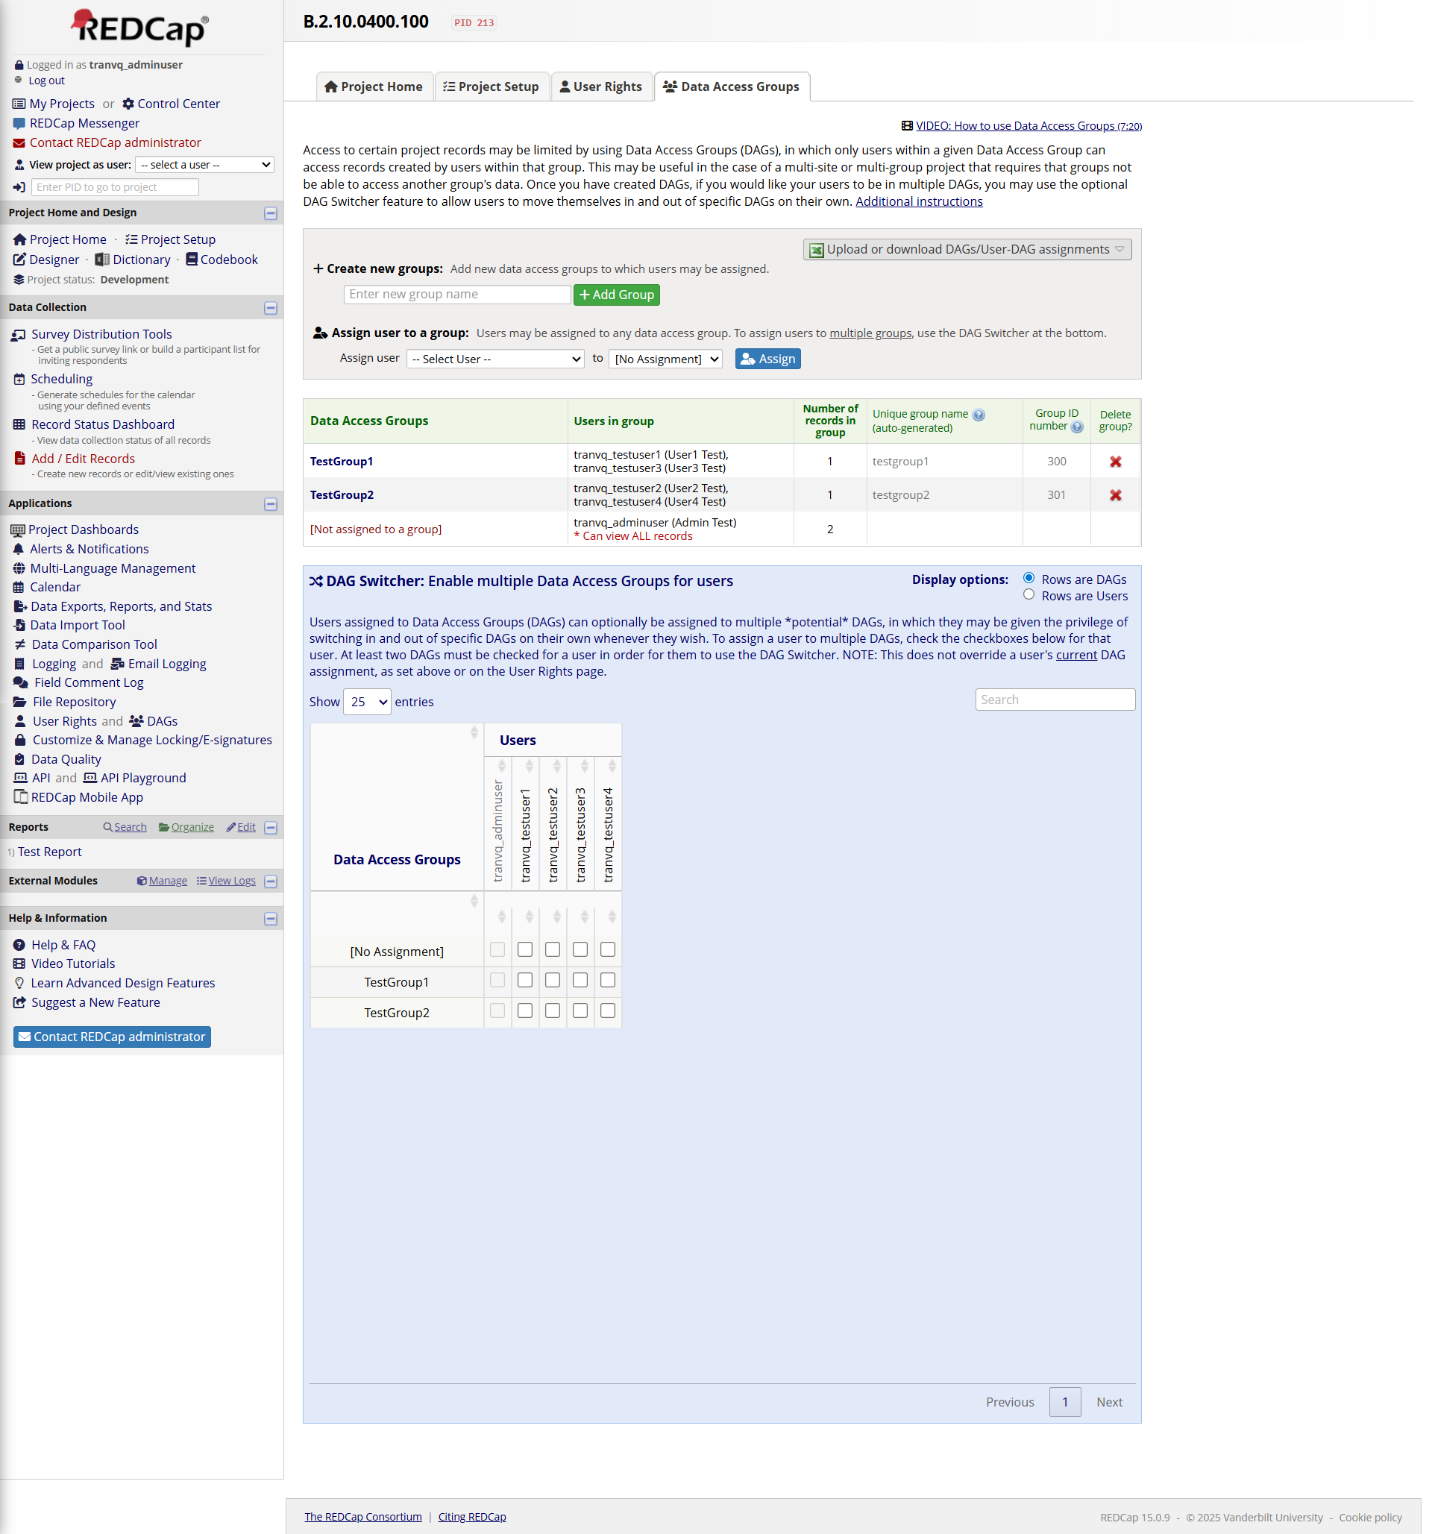 REDCap®
Logged in as tranvq_adminuser
Log out
My Projects or Control Center
REDCap Messenger
Contact REDCap administrator
View project as user: -- select a user --
Enter PID to go to project
Project Home and Design
Project Home · Project Setup
Designer · Dictionary · Codebook
Project status: Development
Data Collection
Survey Distribution Tools
- Get a public survey link or build a participant list for
inviting respondents
Scheduling
- Generate schedules for the calendar
using your defined events
Record Status Dashboard
- View data collection status of all records
Add / Edit Records
- Create new records or edit/view existing ones
Applications
Project Dashboards
Alerts & Notifications
Multi-Language Management
Calendar
Data Exports, Reports, and Stats
Data Import Tool
Data Comparison Tool
Logging and Email Logging
Field Comment Log
File Repository
User Rights and DAGs
Customize & Manage Locking/E-signatures
Data Quality
API and API Playground
REDCap Mobile App
Reports Search Organize Edit
1) Test Report
External Modules Manage View Logs
Help & Information
Help & FAQ
Video Tutorials
Learn Advanced Design Features
Suggest a New Feature
Contact REDCap administrator
B.2.10.0400.100 PID 213
Project Home Project Setup User Rights Data Access Groups
VIDEO: How to use Data Access Groups (7:20)
Access to certain project records may be limited by using Data Access Groups (DAGs), in which only users within a given Data Access Group can
access records created by users within that group. This may be useful in the case of a multi-site or multi-group project that requires that groups not
be able to access another group's data. Once you have created DAGs, if you would like your users to be in multiple DAGs, you may use the optional
DAG Switcher feature to allow users to move themselves in and out of specific DAGs on their own. Additional instructions
Upload or download DAGs/User-DAG assignments
Create new groups: Add new data access groups to which users may be assigned.
Enter new group name + Add Group
Assign user to a group: Users may be assigned to any data access group. To assign users to multiple groups, use the DAG Switcher at the bottom.
Assign user -- Select User -- to [No Assignment] Assign
Data Access Groups Users in group Number of records in group Unique group name (auto-generated) Group ID number Delete group?
TestGroup1 tranvq_testuser1 (User1 Test), 1 testgroup1 300
tranvq_testuser3 (User3 Test)
TestGroup2 tranvq_testuser2 (User2 Test), 1 testgroup2 301
tranvq_testuser4 (User4 Test)
[Not assigned to a group] tranvq_adminuser (Admin Test) 2
* Can view ALL records
DAG Switcher: Enable multiple Data Access Groups for users
Display options: Rows are DAGs
Rows are Users
Users assigned to Data Access Groups (DAGs) can optionally be assigned to multiple *potential* DAGs, in which they may be given the privilege of
switching in and out of specific DAGs on their own whenever they wish. To assign a user to multiple DAGs, check the checkboxes below for that
user. At least two DAGs must be checked for a user in order for them to use the DAG Switcher. NOTE: This does not override a user's current DAG
assignment, as set above or on the User Rights page.
Show 25 entries Search
Users
Data Access Groups tranvq_adminuser tranvq_testuser1 tranvq_testuser2 tranvq_testuser3 tranvq_testuser4
[No Assignment]
TestGroup1
TestGroup2
Previous 1 Next
The REDCap Consortium | Citing REDCap
REDCap 15.0.9 - © 2025 Vanderbilt University - Cookie policy